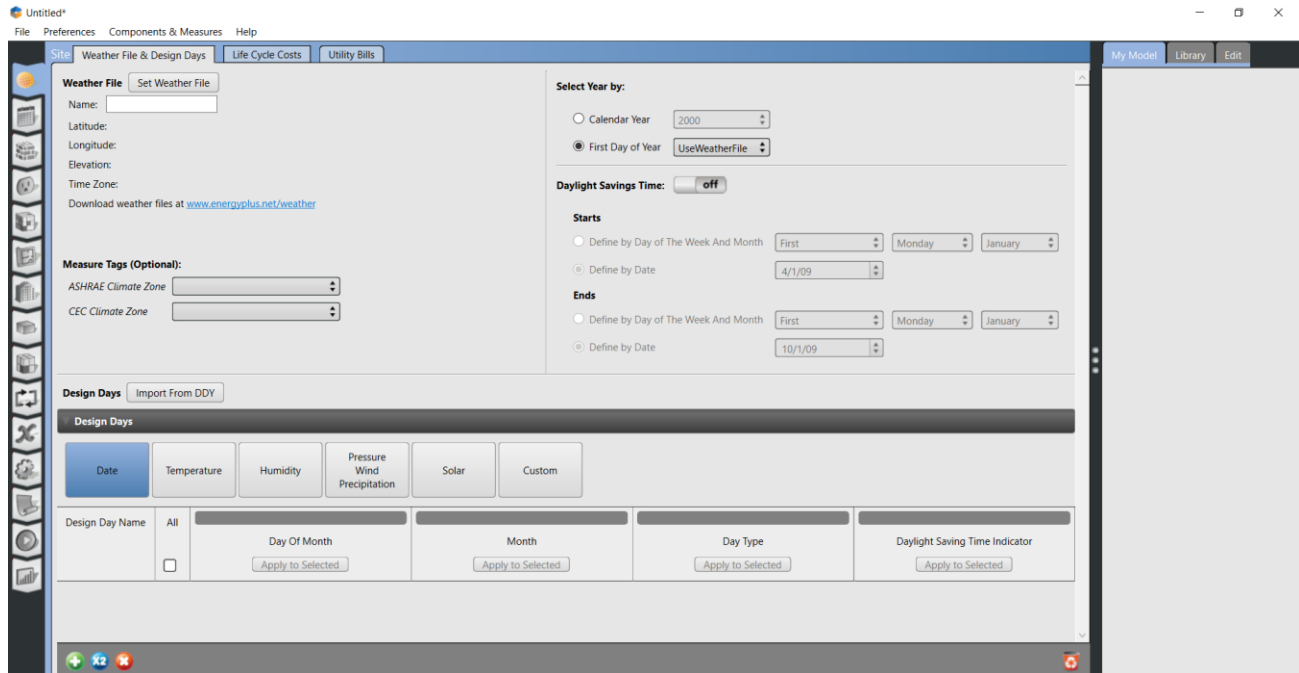 Untitled*
File Preferences Components & Measures Help
Site Weather File & Design Days Life Cycle Costs Utility Bills
My Model Library Edit
Weather File Set Weather File
Name:
Latitude:
Longitude:
Elevation:
Time Zone:
Download weather files at www.energyplus.net/weather
Measure Tags (Optional):
ASHRAE Climate Zone
CEC Climate Zone
Select Year by:
Calendar Year 2000
First Day of Year UseWeatherFile
Daylight Savings Time: off
Starts
Define by Day of The Week And Month First Monday January
Define by Date 4/1/09
Ends
Define by Day of The Week And Month First Monday January
Define by Date 10/1/09
Design Days Import From DDY
Design Days
Date Temperature Humidity Pressure Wind Precipitation Solar Custom
Design Day Name All
Day Of Month Month Day Type Daylight Saving Time Indicator
Apply to Selected Apply to Selected Apply to Selected Apply to Selected
X2